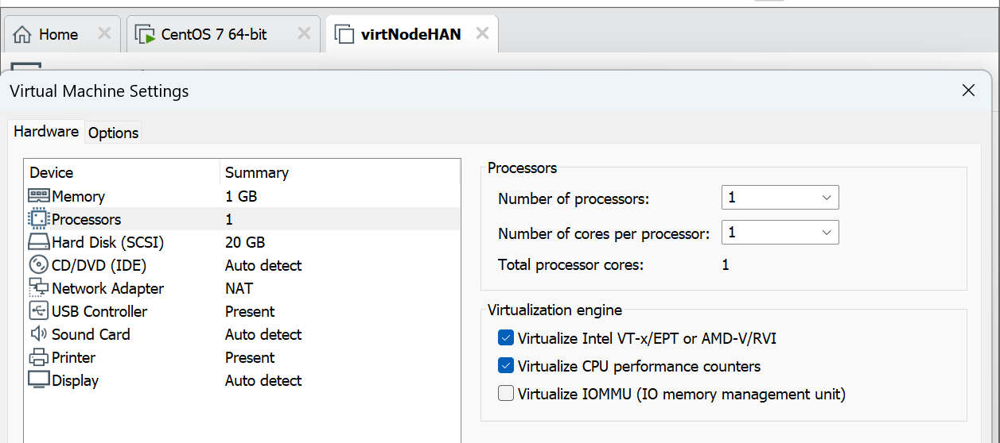 Home CentOS 7 64-bit virtNodeHAN
Virtual Machine Settings
Hardware Options
Device Summary
Memory 1 GB
Processors 1
Hard Disk (SCSI) 20 GB
CD/DVD (IDE) Auto detect
Network Adapter NAT
USB Controller Present
Sound Card Auto detect
Printer Present
Display Auto detect
Processors
Number of processors: 1
Number of cores per processor: 1
Total processor cores: 1
Virtualization engine
Virtualize Intel VT-x/EPT or AMD-V/RVI
Virtualize CPU performance counters
Virtualize IOMMU (IO memory management unit)